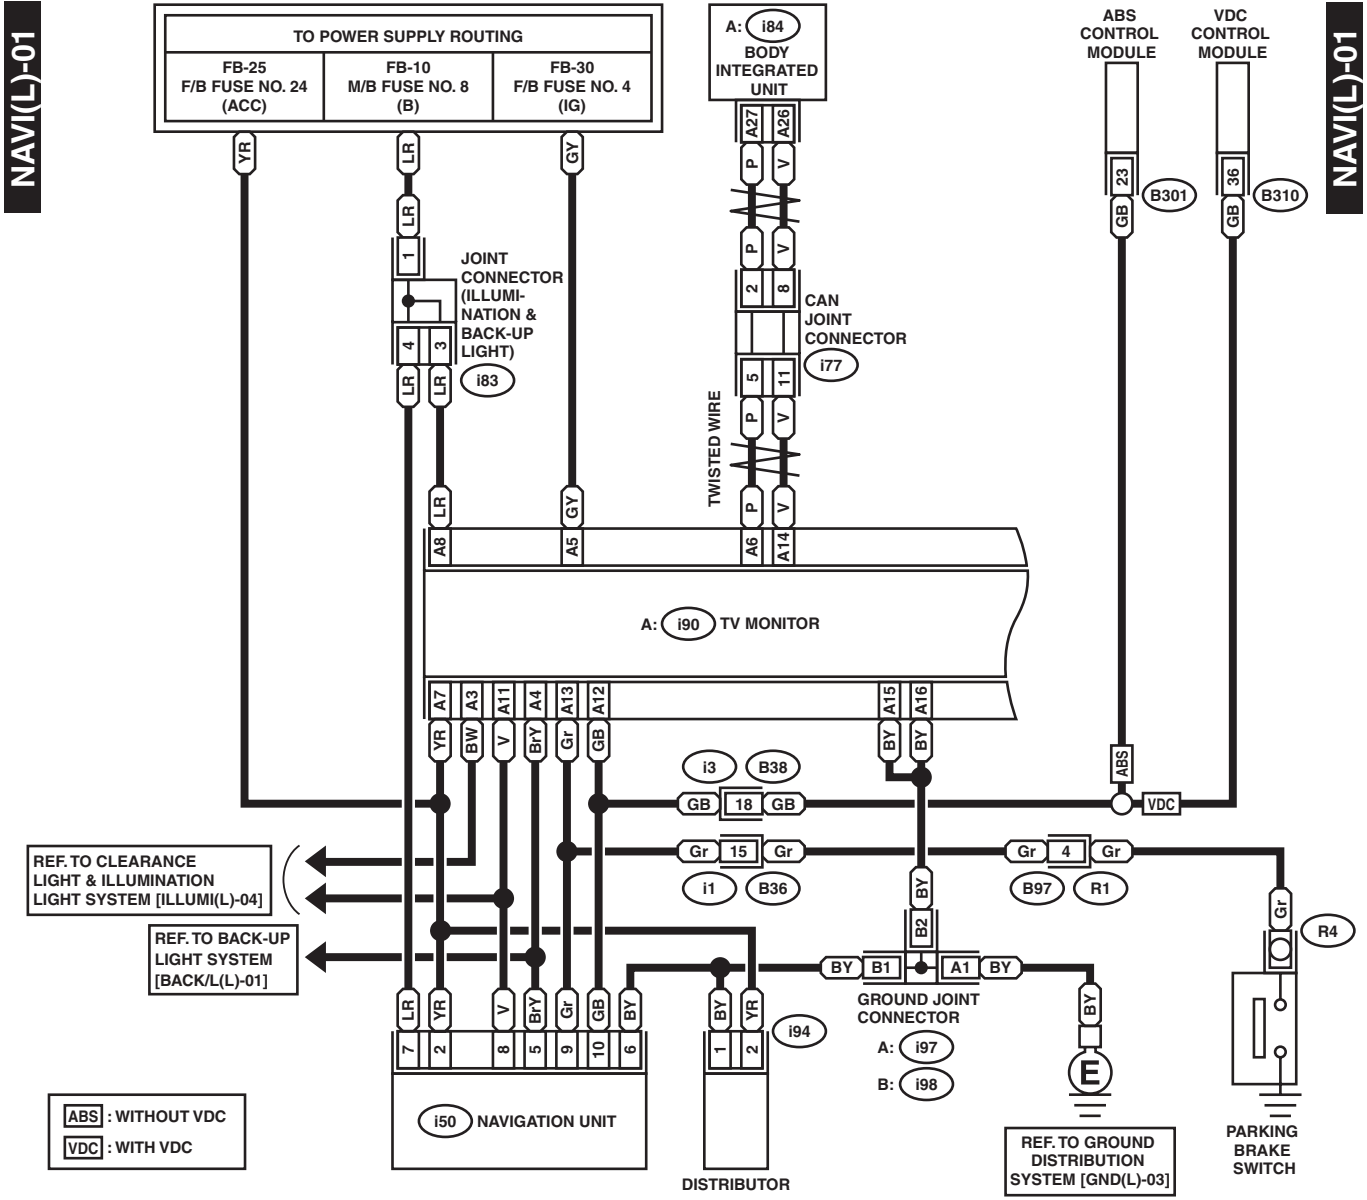 NAVI(L)-01
NAVI(L)-01
TO POWER SUPPLY ROUTING
FB-25
F/B FUSE NO. 24
(ACC)
FB-10
M/B FUSE NO. 8
(B)
FB-30
F/B FUSE NO. 4
(IG)
A: i84
BODY
INTEGRATED
UNIT
ABS
CONTROL
MODULE
VDC
CONTROL
MODULE
YR
LR
GY
A27
A26
P
V
23
B301
36
B310
LR
GB
GB
1
P
V
JOINT
CONNECTOR
(ILLUMI-
NATION &
BACK-UP
LIGHT)
2
8
CAN
JOINT
CONNECTOR
4
3
i77
i83
5
11
LR
LR
P
V
TWISTED WIRE
LR
GY
P
V
A8
A5
A6
A14
A: i90 TV MONITOR
A7
A3
A11
A4
A13
A12
A15
A16
YR
BW
V
BrY
Gr
GB
BY
BY
i3
B38
ABS
GB
18
GB
VDC
Gr
15
Gr
Gr
4
Gr
i1
B36
B97
R1
REF. TO CLEARANCE
LIGHT & ILLUMINATION
LIGHT SYSTEM [ILLUMI(L)-04]
BY
Gr
B2
R4
REF. TO BACK-UP
LIGHT SYSTEM
[BACK/L(L)-01]
BY
B1
A1
BY
GROUND JOINT
CONNECTOR
A: i97
B: i98
LR
YR
V
BrY
Gr
GB
BY
BY
YR
BY
i94
7
2
8
5
9
10
6
1
2
E
i50 NAVIGATION UNIT
DISTRIBUTOR
ABS : WITHOUT VDC
VDC : WITH VDC
REF. TO GROUND
DISTRIBUTION
SYSTEM [GND(L)-03]
PARKING
BRAKE
SWITCH